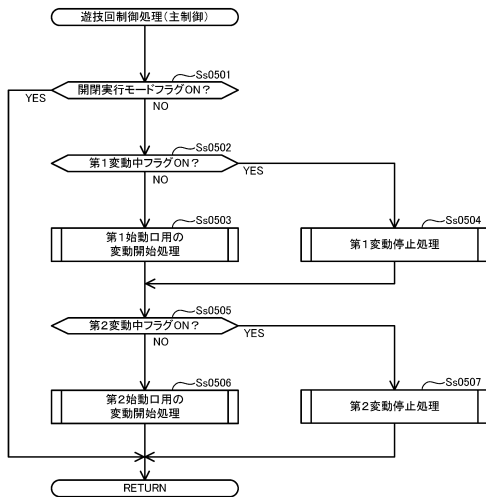 遊技回制御処理(主制御)
Ss0501
開閉実行モードフラグON?
YES
NO
Ss0502
第1変動中フラグON?
YES
NO
Ss0503
第1始動口用の
変動開始処理
Ss0504
第1変動停止処理
Ss0505
第2変動中フラグON?
YES
NO
Ss0506
第2始動口用の
変動開始処理
Ss0507
第2変動停止処理
RETURN